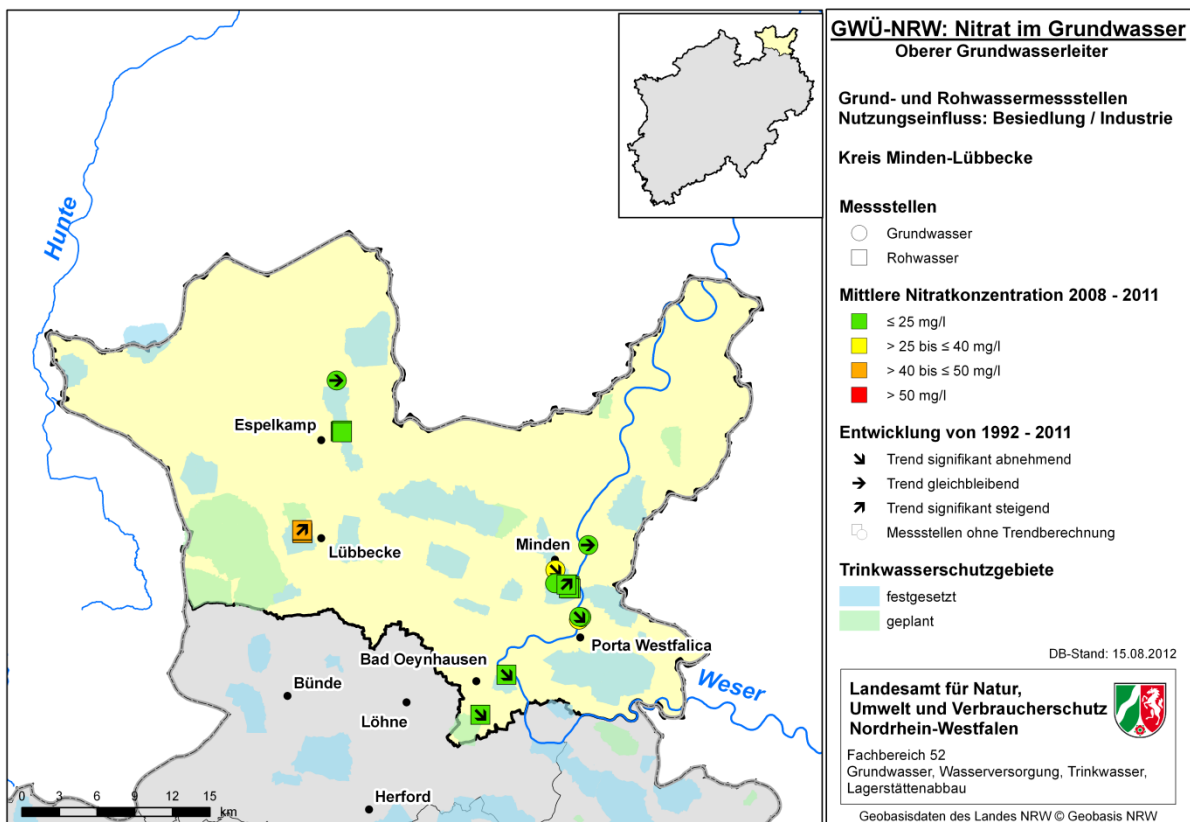 GWÜ-NRW: Nitrat im Grundwasser
Oberer Grundwasserleiter
Grund- und Rohwassermessstellen
Nutzungseinfluss: Besiedlung / Industrie
Kreis Minden-Lübbecke
Messstellen
Grundwasser
Rohwasser
Mittlere Nitratkonzentration 2008 - 2011
≤ 25 mg/l
> 25 bis ≤ 40 mg/l
> 40 bis ≤ 50 mg/l
> 50 mg/l
Entwicklung von 1992 - 2011
Trend signifikant abnehmend
Trend gleichbleibend
Trend signifikant steigend
Messstellen ohne Trendberechnung
Trinkwasserschutzgebiete
festgesetzt
geplant
DB-Stand: 15.08.2012
Landesamt für Natur,
Umwelt und Verbraucherschutz
Nordrhein-Westfalen
Fachbereich 52
Grundwasser, Wasserversorgung, Trinkwasser,
Lagerstättenabbau
Geobasisdaten des Landes NRW © Geobasis NRW
Hunte
Espelkamp
Lübbecke
Minden
Porta Westfalica
Bad Oeynhausen
Weser
Bünde
Löhne
Herford
0 3 6 9 12 15
km